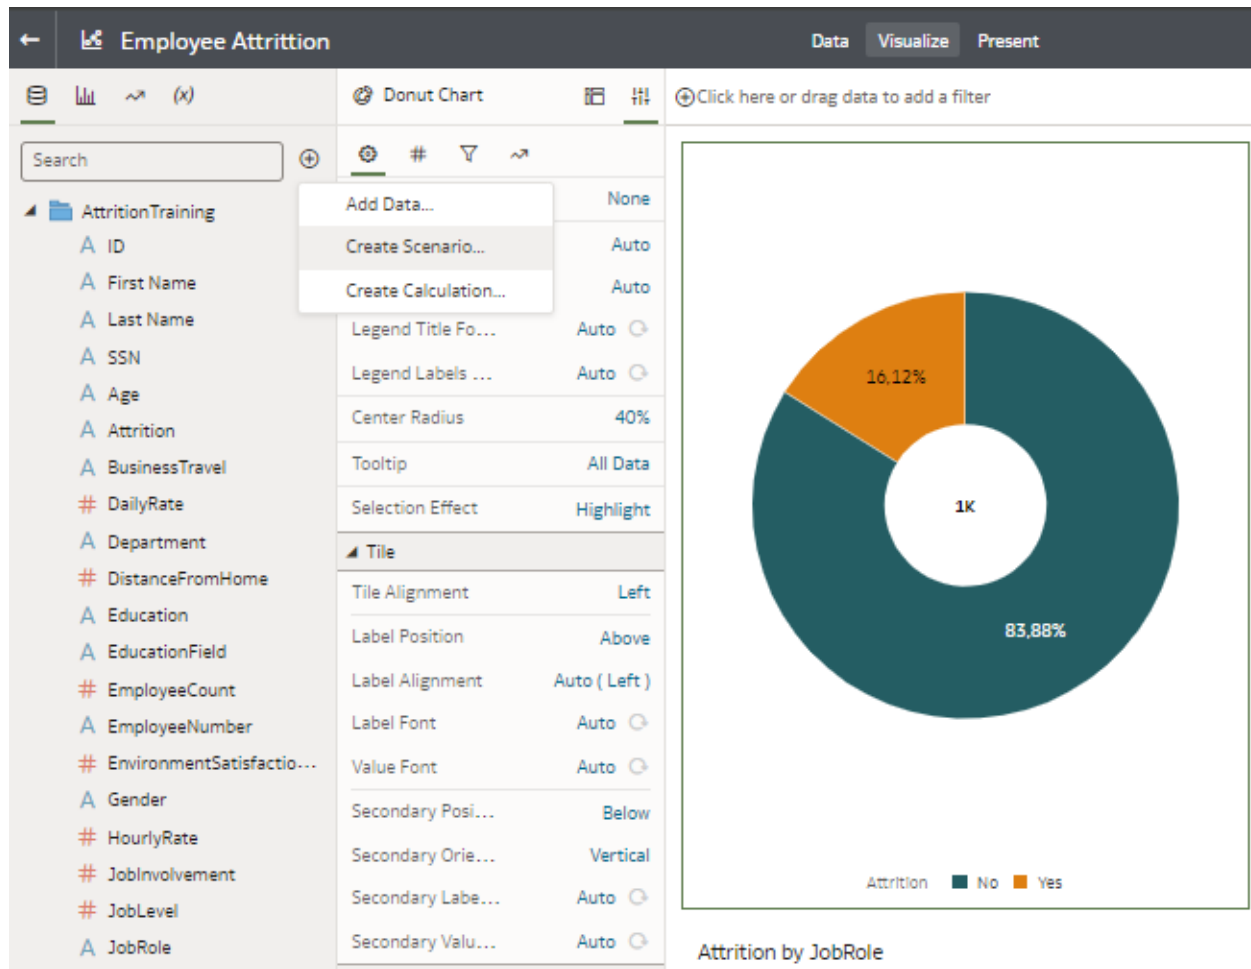 Employee Attrittion
Data Visualize Present
(x)
Donut Chart
Click here or drag data to add a filter
Search
#
Add Data...
Create Scenario...
Create Calculation...
AttritionTraining
A ID
A First Name
A Last Name
A SSN
A Age
A Attrition
A BusinessTravel
# DailyRate
A Department
# DistanceFromHome
A Education
A EducationField
# EmployeeCount
A EmployeeNumber
# EnvironmentSatisfactio...
A Gender
# HourlyRate
# JobInvolvement
# JobLevel
A JobRole
None
Auto
Auto
Legend Title Fo... Auto
Legend Labels ... Auto
Center Radius 40%
Tooltip All Data
Selection Effect Highlight
Tile
Tile Alignment Left
Label Position Above
Label Alignment Auto ( Left )
Label Font Auto
Value Font Auto
Secondary Posi... Below
Secondary Orie... Vertical
Secondary Labe... Auto
Secondary Valu... Auto
16,12%
1K
83,88%
Attrition No Yes
Attrition by JobRole